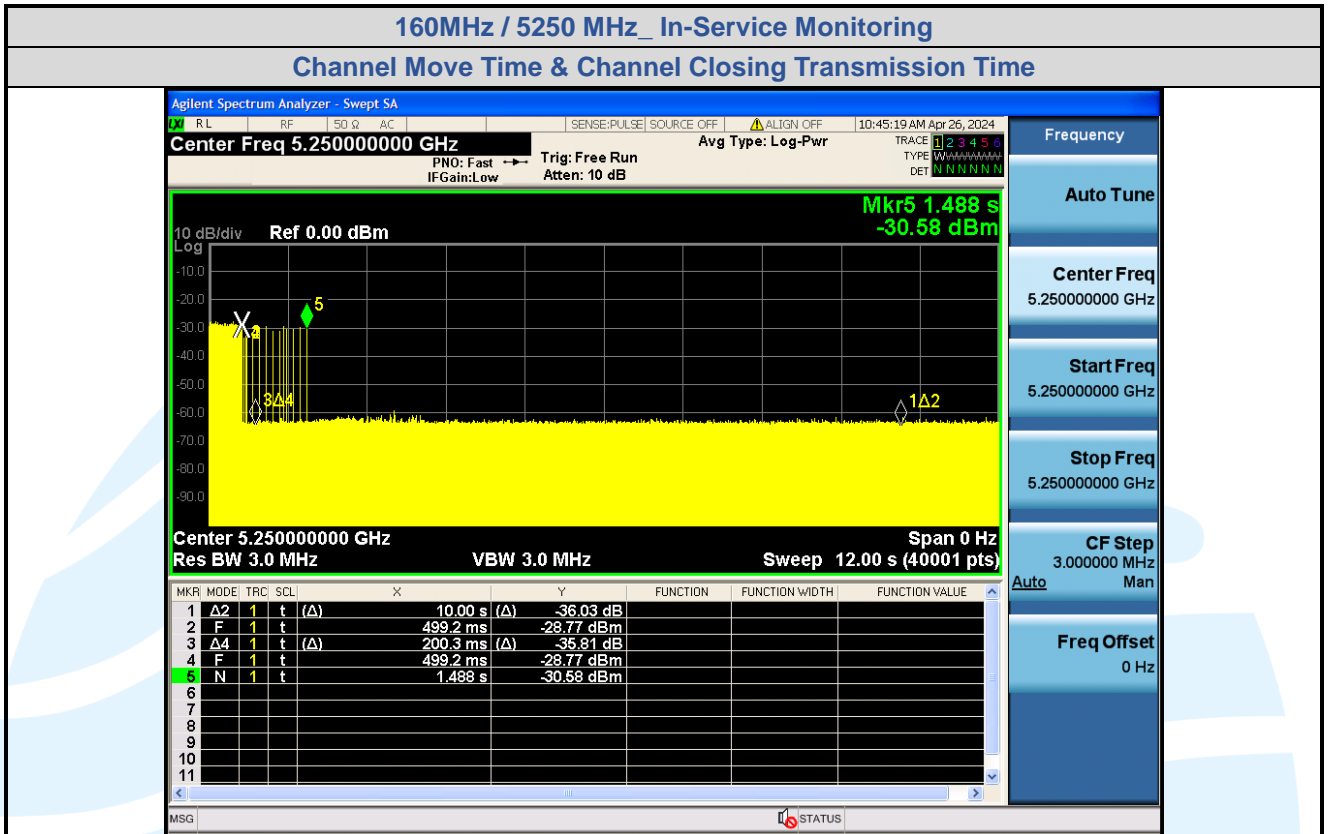 160MHz / 5250 MHz_ In-Service Monitoring
Channel Move Time & Channel Closing Transmission Time
Agilent Spectrum Analyzer - Swept SA
LXI RL RF 50 Ω AC SENSE:PULSE SOURCE OFF ALIGN OFF 10:45:19 AM Apr 26, 2024
Center Freq 5.250000000 GHz Avg Type: Log-Pwr TRACE 1 2 3 4 5 6
PNO: Fast Trig: Free Run TYPE WWWWWW
IFGain:Low Atten: 10 dB DET N N N N N N
Frequency
Auto Tune
Center Freq
5.250000000 GHz
Start Freq
5.250000000 GHz
Stop Freq
5.250000000 GHz
CF Step
3.000000 MHz
Auto Man
Freq Offset
0 Hz
Mkr5 1.488 s
10 dB/div Ref 0.00 dBm -30.58 dBm
Log
-10.0
-20.0
5
-30.0
-40.0
-50.0
3Δ4 1Δ2
-60.0
-70.0
-80.0
-90.0
Center 5.250000000 GHz Span 0 Hz
Res BW 3.0 MHz VBW 3.0 MHz Sweep 12.00 s (40001 pts)
MKR MODE TRC SCL X Y FUNCTION FUNCTION WIDTH FUNCTION VALUE
1 Δ2 1 t (Δ) 10.00 s (Δ) -36.03 dB
2 F 1 t 499.2 ms -28.77 dBm
3 Δ4 1 t (Δ) 200.3 ms (Δ) -35.81 dB
4 F 1 t 499.2 ms -28.77 dBm
5 N 1 t 1.488 s -30.58 dBm
6
7
8
9
10
11
MSG STATUS